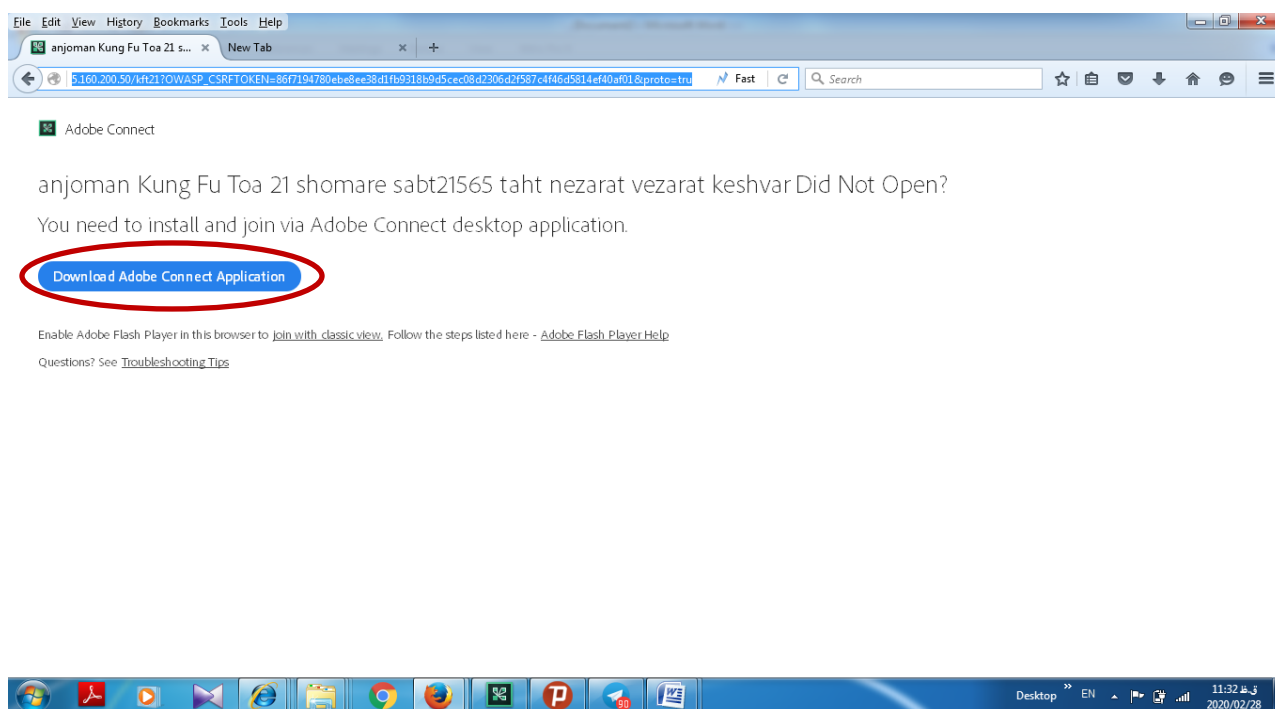 File Edit View History Bookmarks Tools Help
anjoman Kung Fu Toa 21 s... × New Tab × +
5.160.200.50/kft21?OWASP_CSRFTOKEN=86f7194780ebe8ee38d1fb9318b9d5cec08d2306d2f587c4f46d5814ef40af01&proto=tru Fast Search
Adobe Connect
anjoman Kung Fu Toa 21 shomare sabt21565 taht nezarat vezarat keshvar Did Not Open?
You need to install and join via Adobe Connect desktop application.
Download Adobe Connect Application
Enable Adobe Flash Player in this browser to join with classic view. Follow the steps listed here - Adobe Flash Player Help
Questions? See Troubleshooting Tips
90
Desktop » EN 11:32 ق.ظ
2020/02/28